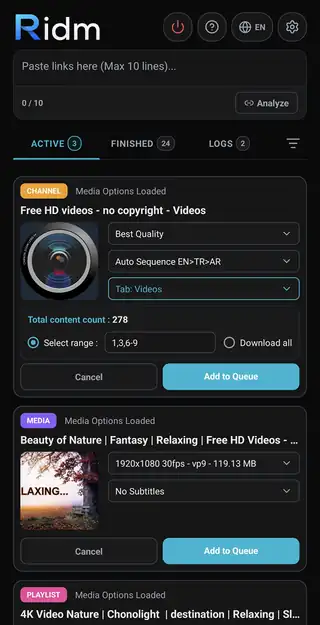 Ridm
EN
Paste links here (Max 10 lines)...
0 / 10
Analyze
ACTIVE 3
FINISHED 24
LOGS 2
CHANNEL Media Options Loaded
Free HD videos - no copyright - Videos
Best Quality
Auto Sequence EN>TR>AR
Tab: Videos
Total content count : 278
Select range : 1,3,6-9 Download all
Cancel Add to Queue
MEDIA Media Options Loaded
Beauty of Nature | Fantasy | Relaxing | Free HD Videos - ...
1920x1080 30fps - vp9 - 119.13 MB
LAXING...
No Subtitles
Cancel Add to Queue
PLAYLIST Media Options Loaded
4K Video Nature | Chonolight | destination | Relaxing | Sl...